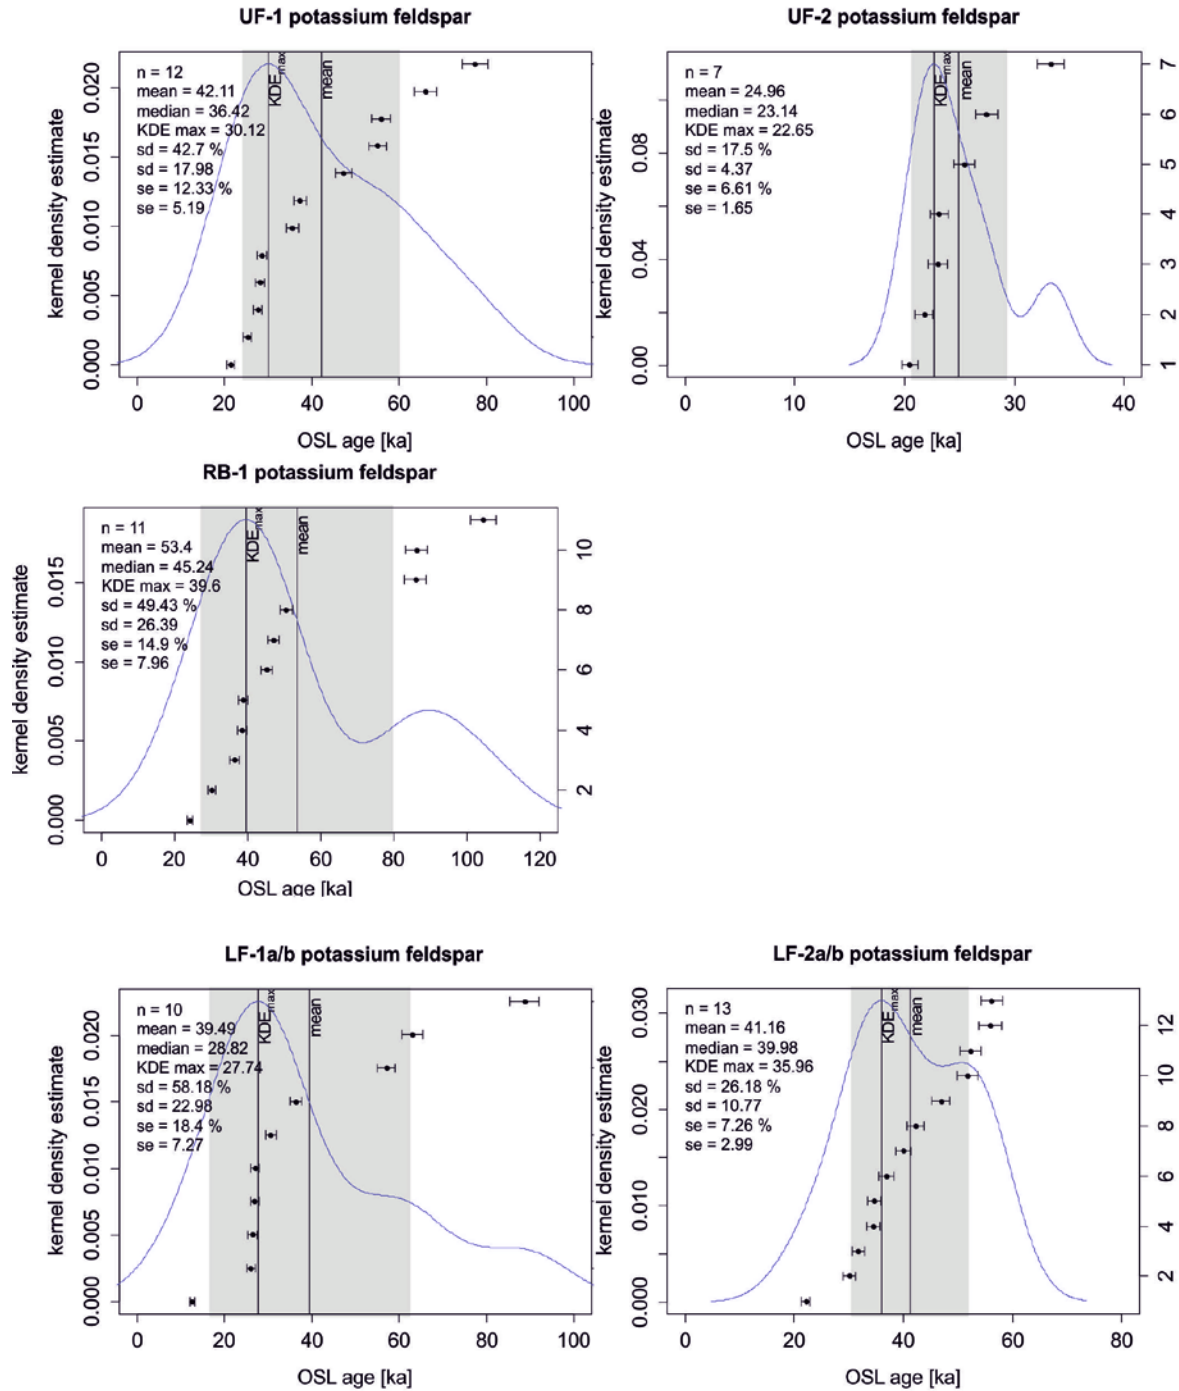 UF-1 potassium feldspar
n = 12
mean = 42.11
median = 36.42
KDE max = 30.12
sd = 42.7 %
sd = 17.98
se = 12.33 %
se = 5.19
KDEmax
mean
kernel density estimate
0.000 0.005 0.010 0.015 0.020
0 20 40 60 80 100
OSL age [ka]
UF-2 potassium feldspar
n = 7
mean = 24.96
median = 23.14
KDE max = 22.65
sd = 17.5 %
sd = 4.37
se = 6.61 %
se = 1.65
KDEmax
mean
kernel density estimate
0.00 0.04 0.08
1 2 3 4 5 6 7
0 10 20 30 40
OSL age [ka]
RB-1 potassium feldspar
n = 11
mean = 53.4
median = 45.24
KDE max = 39.6
sd = 49.43 %
sd = 26.39
se = 14.9 %
se = 7.96
KDEmax
mean
kernel density estimate
0.000 0.005 0.010 0.015
2 4 6 8 10
0 20 40 60 80 100 120
OSL age [ka]
LF-1a/b potassium feldspar
n = 10
mean = 39.49
median = 28.82
KDE max = 27.74
sd = 58.18 %
sd = 22.98
se = 18.4 %
se = 7.27
KDEmax
mean
kernel density estimate
0.000 0.005 0.010 0.015 0.020
0 20 40 60 80 100
OSL age [ka]
LF-2a/b potassium feldspar
n = 13
mean = 41.16
median = 39.98
KDE max = 35.96
sd = 26.18 %
sd = 10.77
se = 7.26 %
se = 2.99
KDEmax
mean
kernel density estimate
0.000 0.010 0.020 0.030
2 4 6 8 10 12
0 20 40 60 80
OSL age [ka]